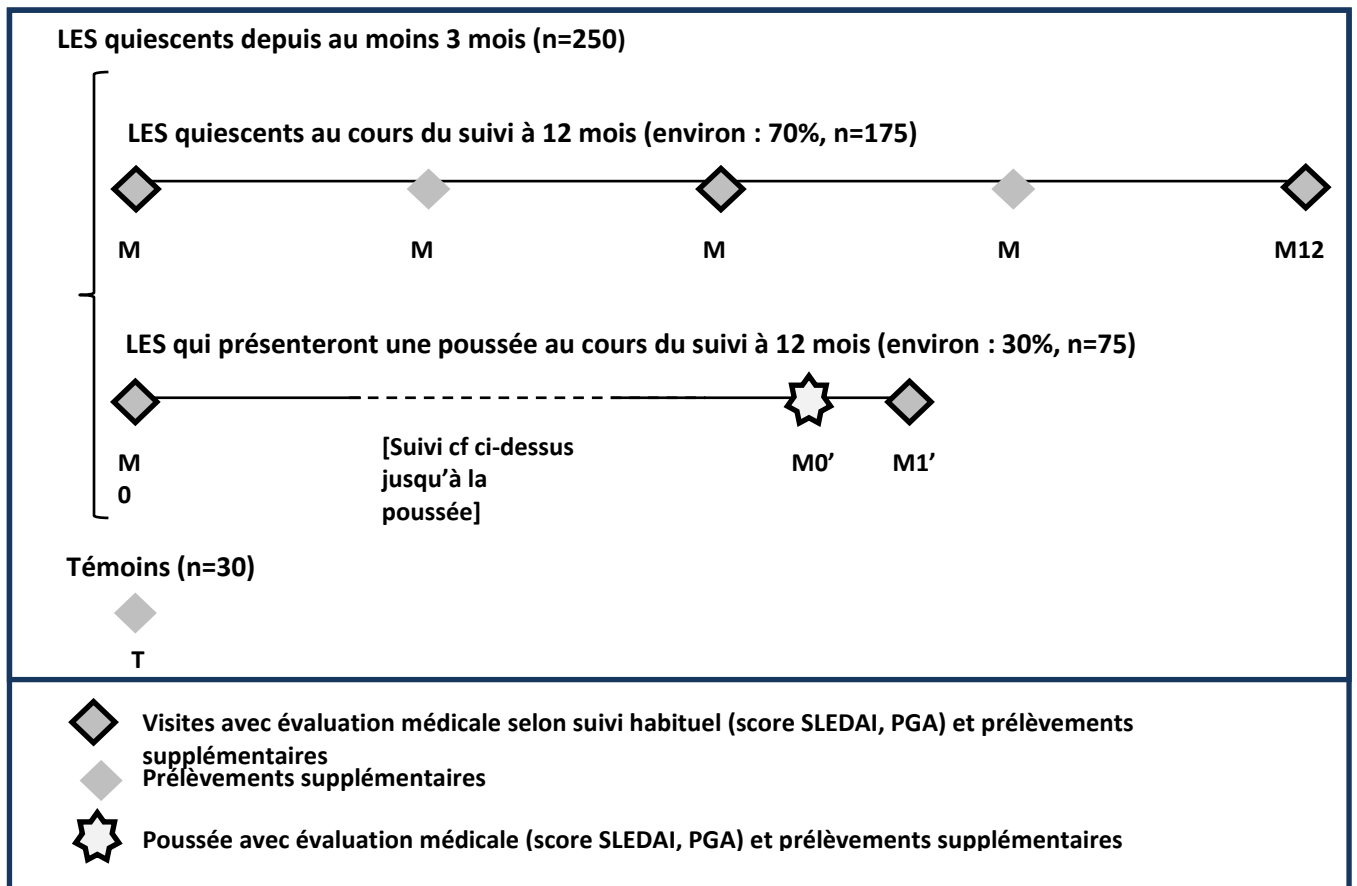 LES quiescents depuis au moins 3 mois (n=250)
LES quiescents au cours du suivi à 12 mois (environ : 70%, n=175)
M M M M M12
LES qui présenteront une poussée au cours du suivi à 12 mois (environ : 30%, n=75)
M
0
[Suivi cf ci-dessus
jusqu’à la
poussée]
M0’ M1’
Témoins (n=30)
T
Visites avec évaluation médicale selon suivi habituel (score SLEDAI, PGA) et prélèvements
supplémentaires
Prélèvements supplémentaires
Poussée avec évaluation médicale (score SLEDAI, PGA) et prélèvements supplémentaires